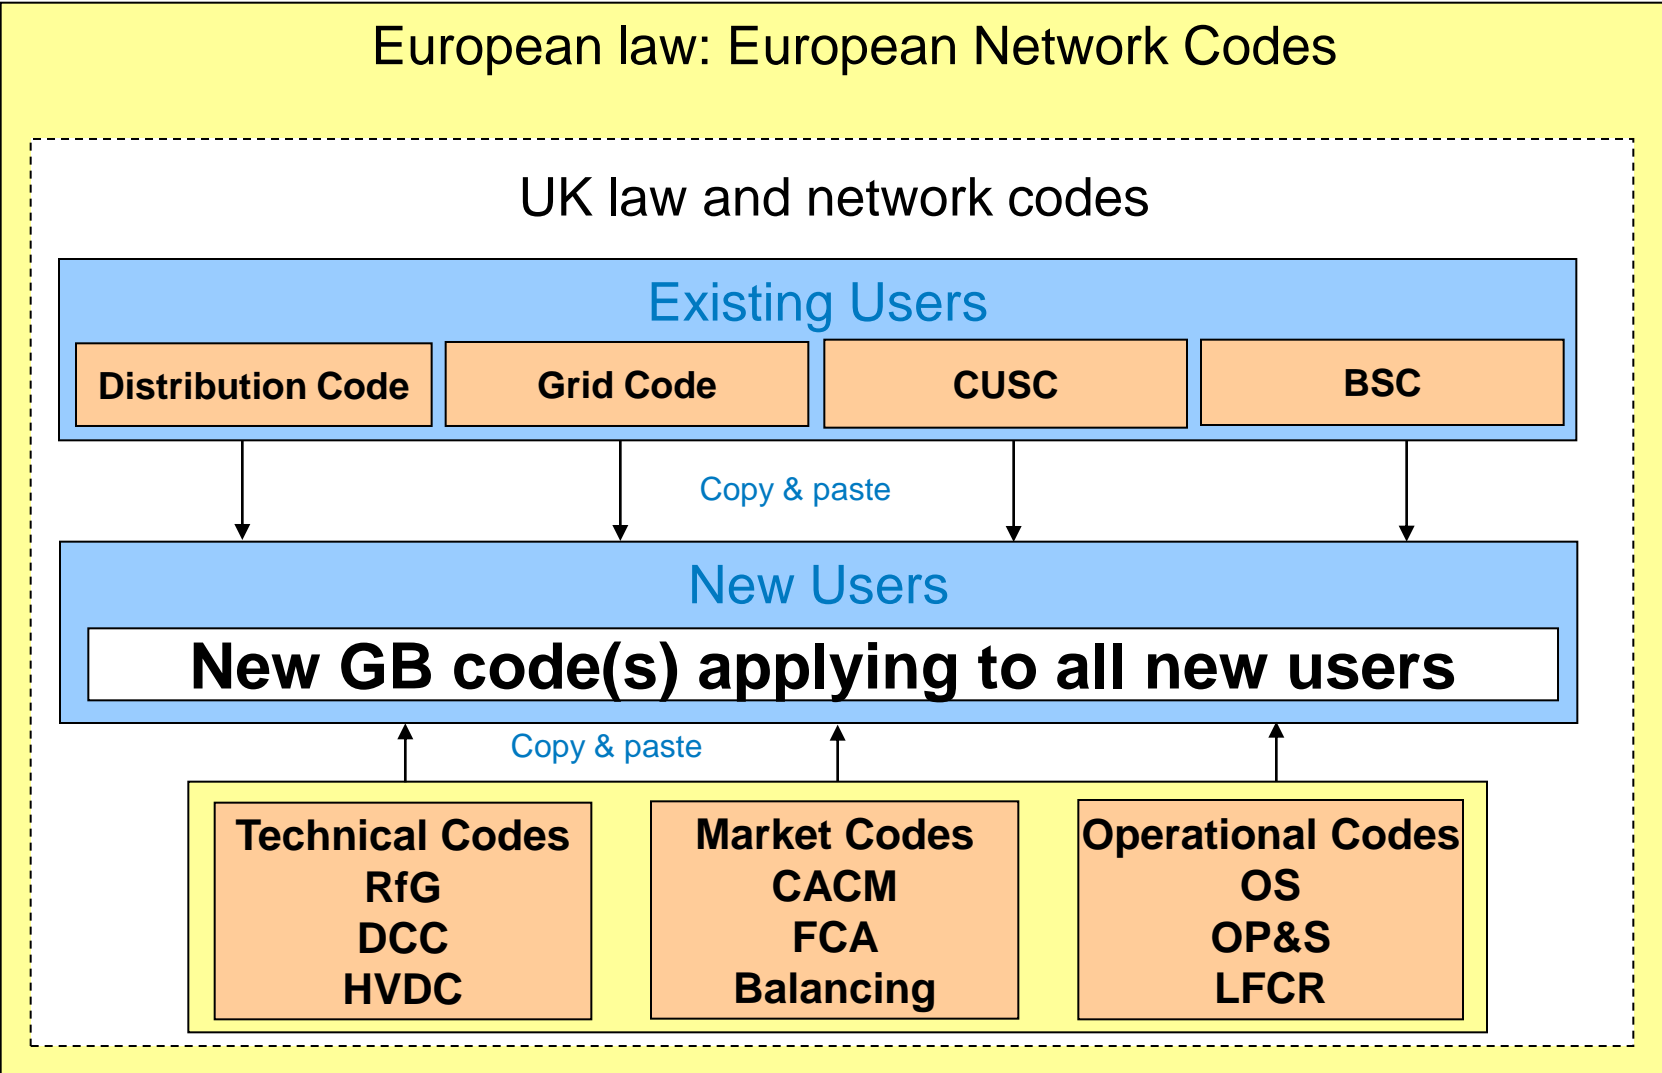 European law: European Network Codes
UK law and network codes
Existing Users
Distribution Code
Grid Code
CUSC
BSC
Copy & paste
New Users
New GB code(s) applying to all new users
Copy & paste
Technical Codes
RfG
DCC
HVDC
Market Codes
CACM
FCA
Balancing
Operational Codes
OS
OP&S
LFCR